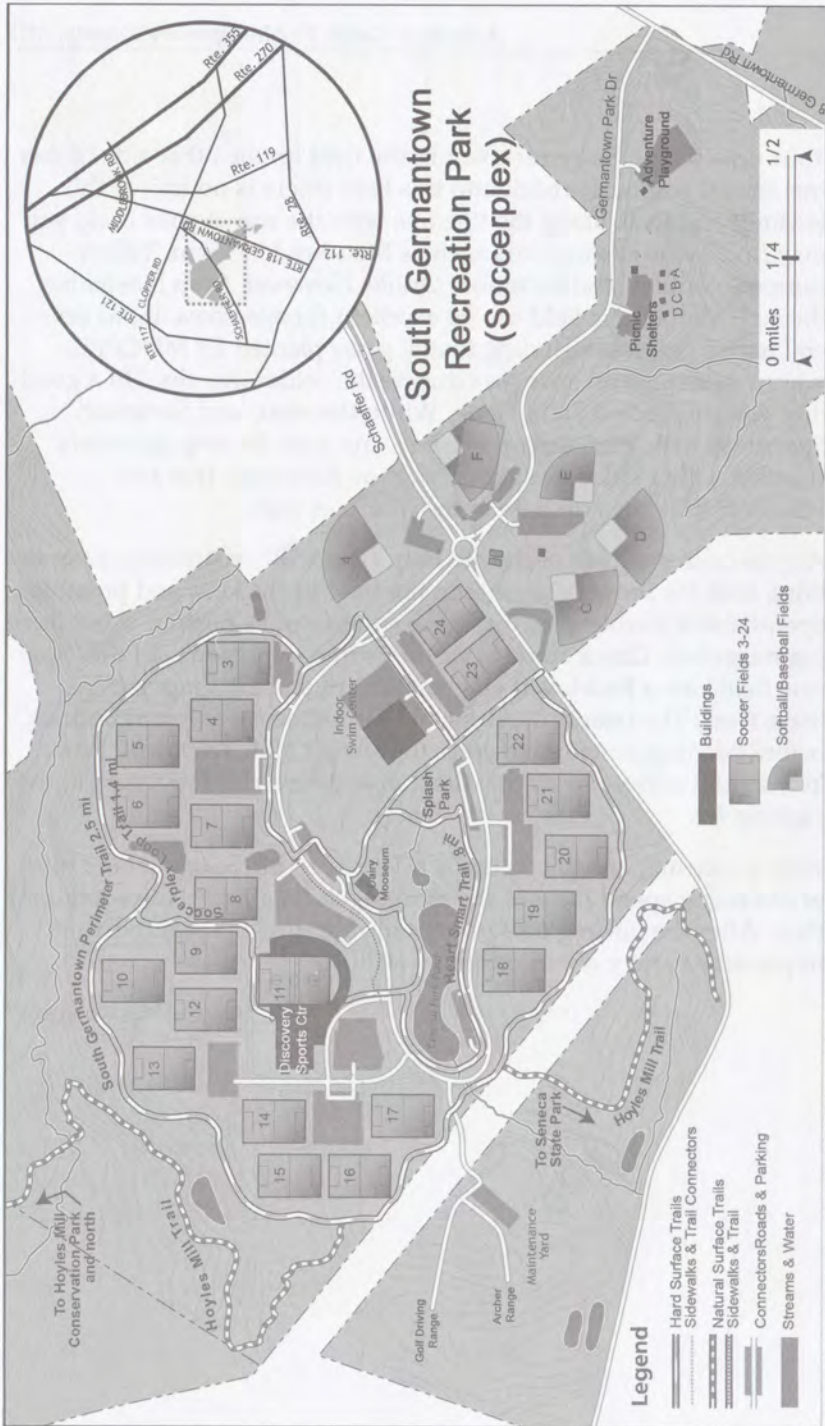 South Germantown
Recreation Park
(Soccerplex)
MIDDLEBROOK RD
Rte. 355
Rte. 270
RTE 121
RTE 117 / CLOPPER RD
Rte. 119
RTE 118 GERMANTOWN RD
SCHAEFFER RD
Rte. 28
Rte. 112
To Hoyles Mill
Conservation Park
and north
Hoyles Mill Trail
South Germantown Perimeter Trail 2.5 mi
Soccerplex Loop Trail 1.4 mi
3
4
5
6
7
8
9
10
11
12
13
14
15
16
17
18
19
20
21
22
23
24
Discovery
Sports Ctr
Dairy
Mooseum
Indoor
Swim Center
Splash
Park
Heart Smart Trail
Schaeffer Rd
4
F
E
D
C
Germantown Park Dr
Adventure
Playground
Picnic
Shelters
D C B A
Germantown Rd
0 miles
1/4
1/2
Golf Driving
Range
Archer
Range
Maintenance
Yard
To Seneca
State Park
Hoyles Mill Trail
Legend
Hard Surface Trails
Sidewalks & Trail Connectors
Natural Surface Trails
Sidewalks & Trail
ConnectorsRoads & Parking
Streams & Water
Buildings
Soccer Fields 3-24
Softball/Baseball Fields